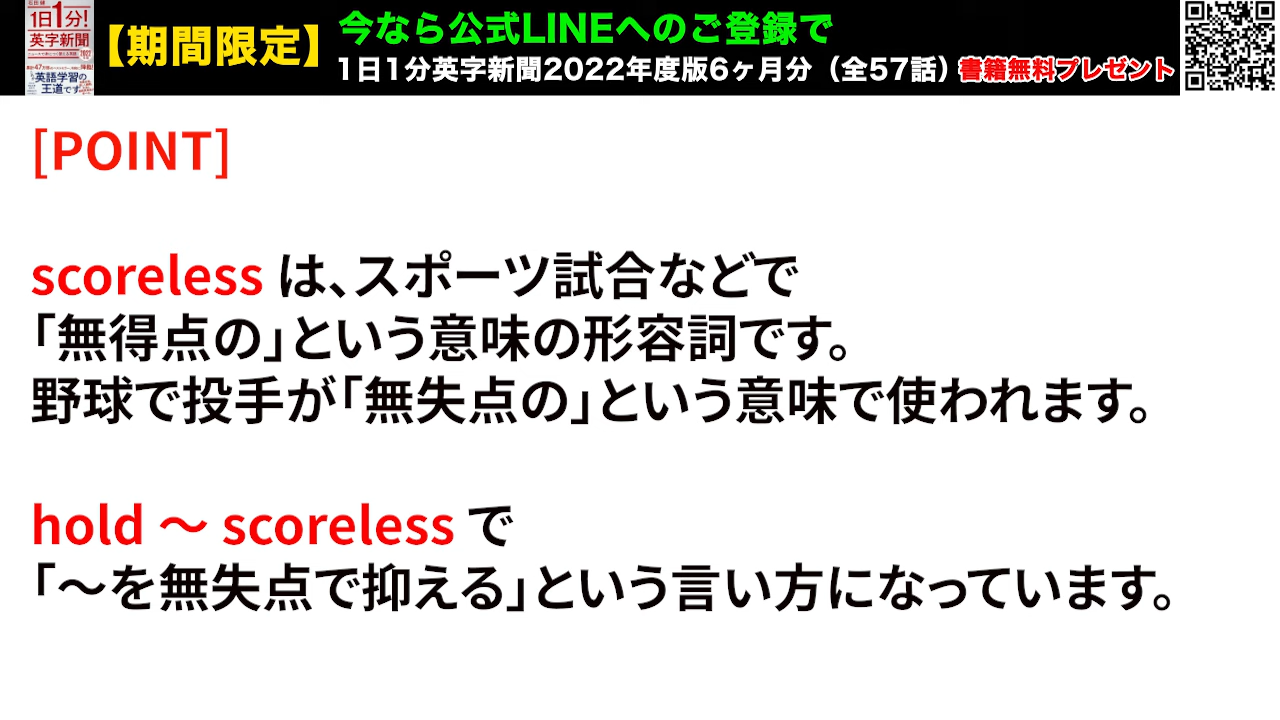 1日1分!
英字新聞
英語学習の
王道です
【期間限定】
今なら公式LINEへのご登録で
1日1分英字新聞2022年度版6ヶ月分（全57話）書籍無料プレゼント
[POINT]
scoreless は、スポーツ試合などで
「無得点の」という意味の形容詞です。
野球で投手が「無失点の」という意味で使われます。
hold ～ scoreless で
「～を無失点で抑える」という言い方になっています。